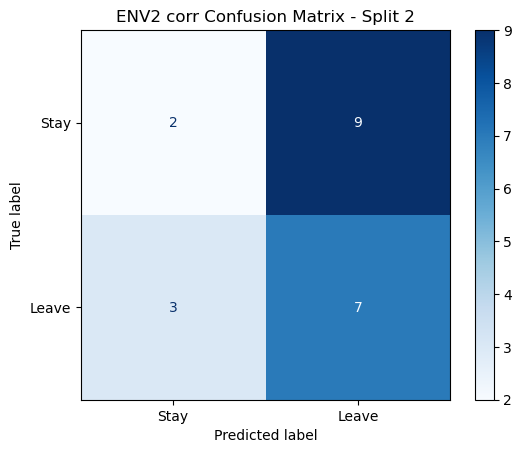 ENV2 corr Confusion Matrix - Split 2
True label
Stay
2
9
Leave
3
7
Stay
Leave
Predicted label
9
8
7
6
5
4
3
2